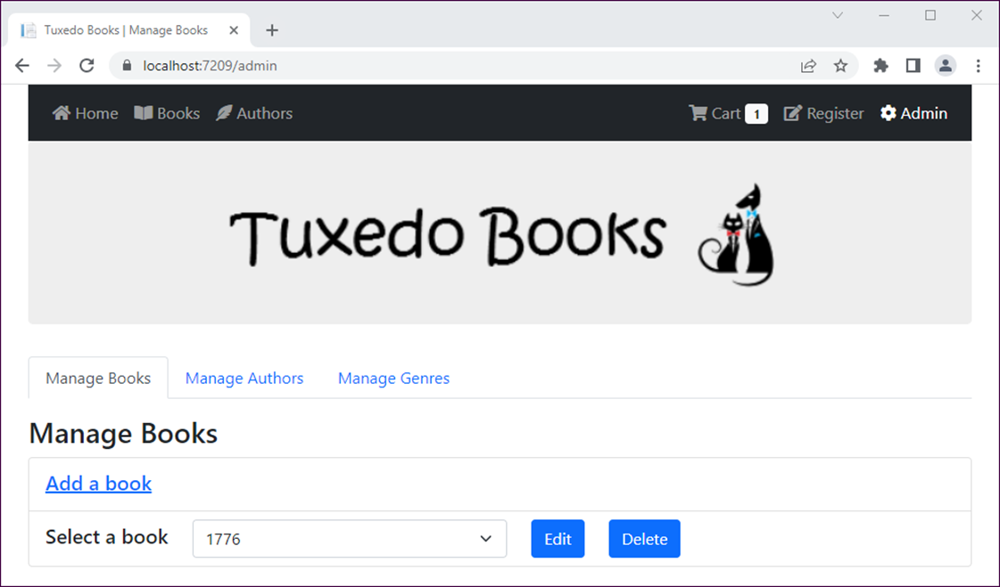 Tuxedo Books | Manage Books
localhost:7209/admin
Home Books Authors Cart 1 Register Admin
Tuxedo Books
Manage Books Manage Authors Manage Genres
Manage Books
Add a book
Select a book 1776 Edit Delete